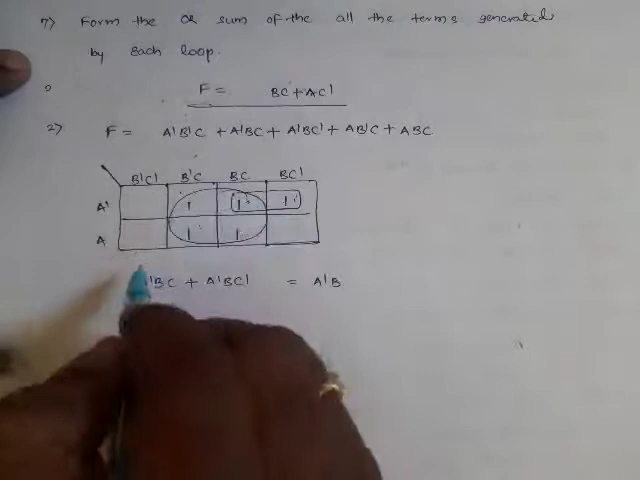 7) Form the OR sum of the all the terms generated
by each loop.
F = BC + AC'
2) F = A'B'C + A'BC + A'BC' + AB'C + ABC
B'C' B'C BC BC'
A' 1 1 1
A 1 1
'BC + A'BC' = A'B